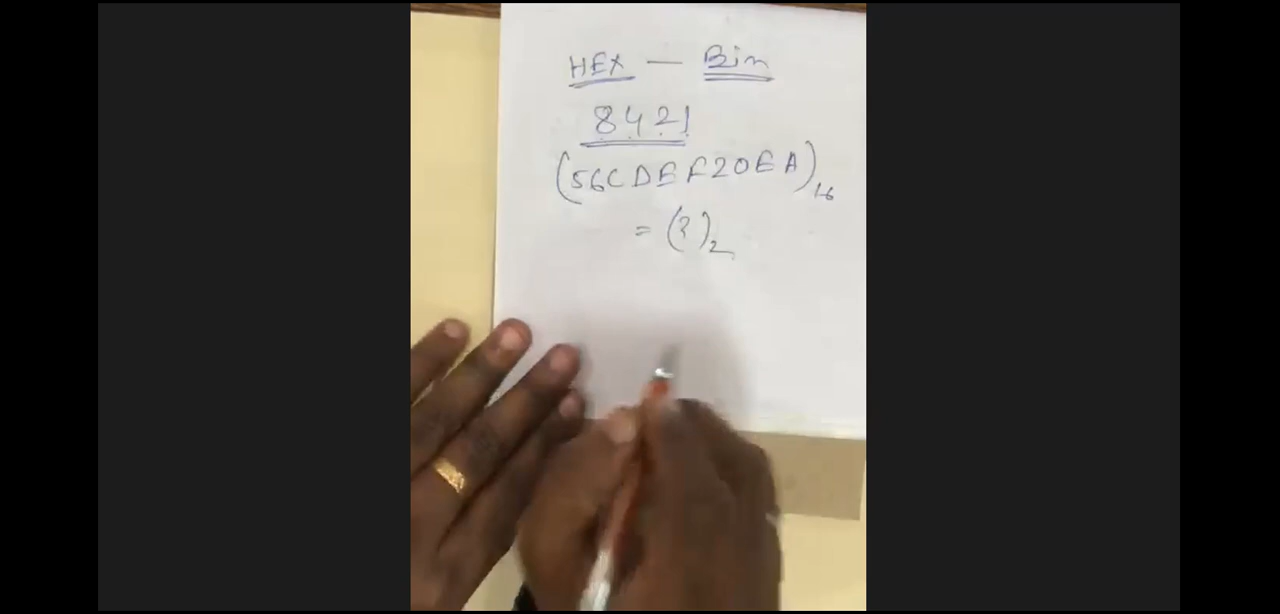 HEX — Bin
8421
(56CDEF20EA)16
= (?)2